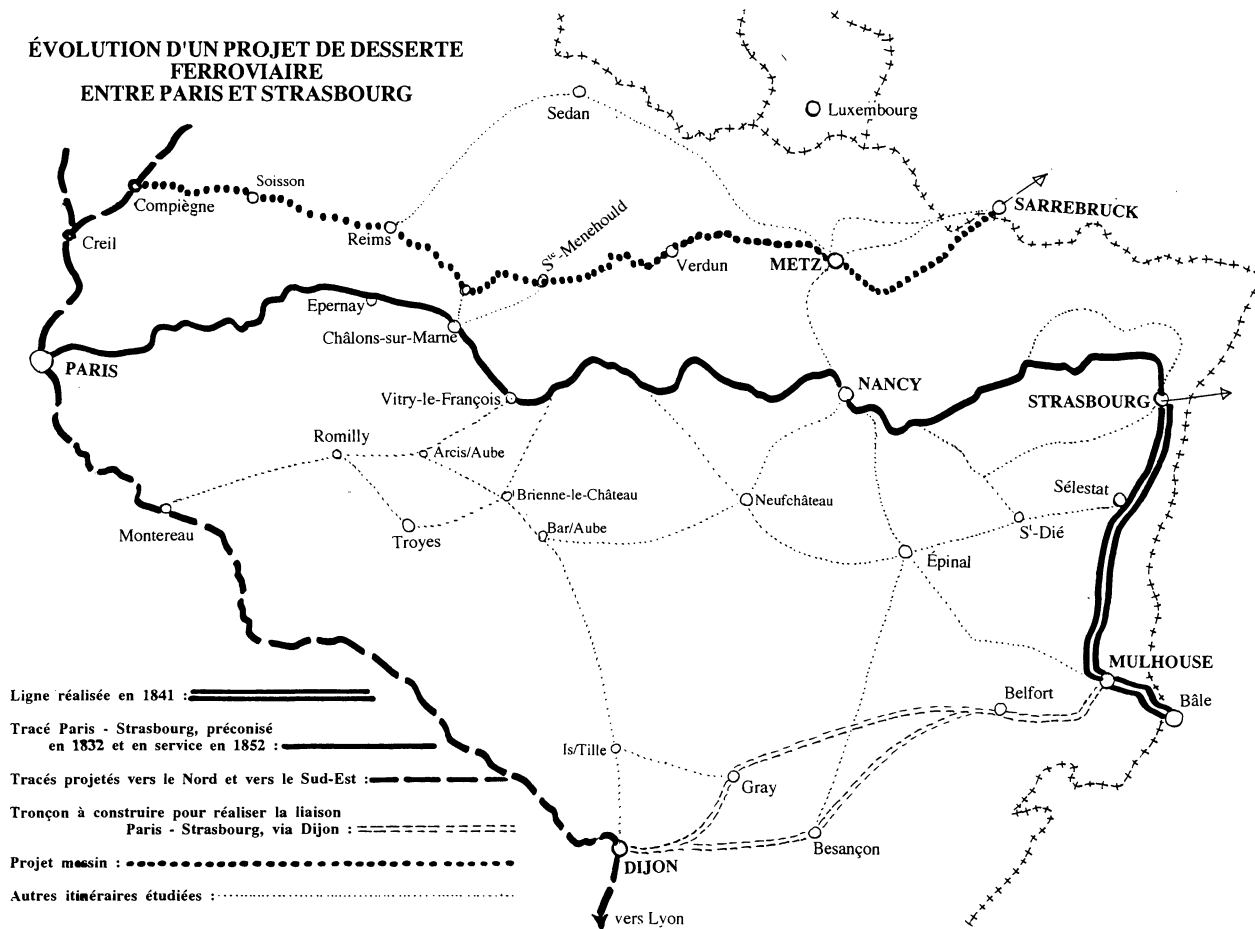 ÉVOLUTION D'UN PROJET DE DESSERTE
FERROVIAIRE
ENTRE PARIS ET STRASBOURG
Sedan
Luxembourg
Soisson
Compiègne
SARREBRUCK
Reims
Creil
Ste-Menehould
Verdun
METZ
Epernay
Châlons-sur-Marne
PARIS
NANCY
Vitry-le-François
STRASBOURG
Romilly
Arcis/Aube
Sélestat
Brienne-le-Château
Neufchâteau
Montereau
Troyes
Bar/Aube
St-Dié
Épinal
MULHOUSE
Belfort
Bâle
Is/Tille
Gray
Besançon
DIJON
vers Lyon
Ligne réalisée en 1841 :
Tracé Paris - Strasbourg, préconisé
en 1832 et en service en 1852 :
Tracés projetés vers le Nord et vers le Sud-Est :
Tronçon à construire pour réaliser la liaison
Paris - Strasbourg, via Dijon :
Projet messin :
Autres itinéraires étudiées :